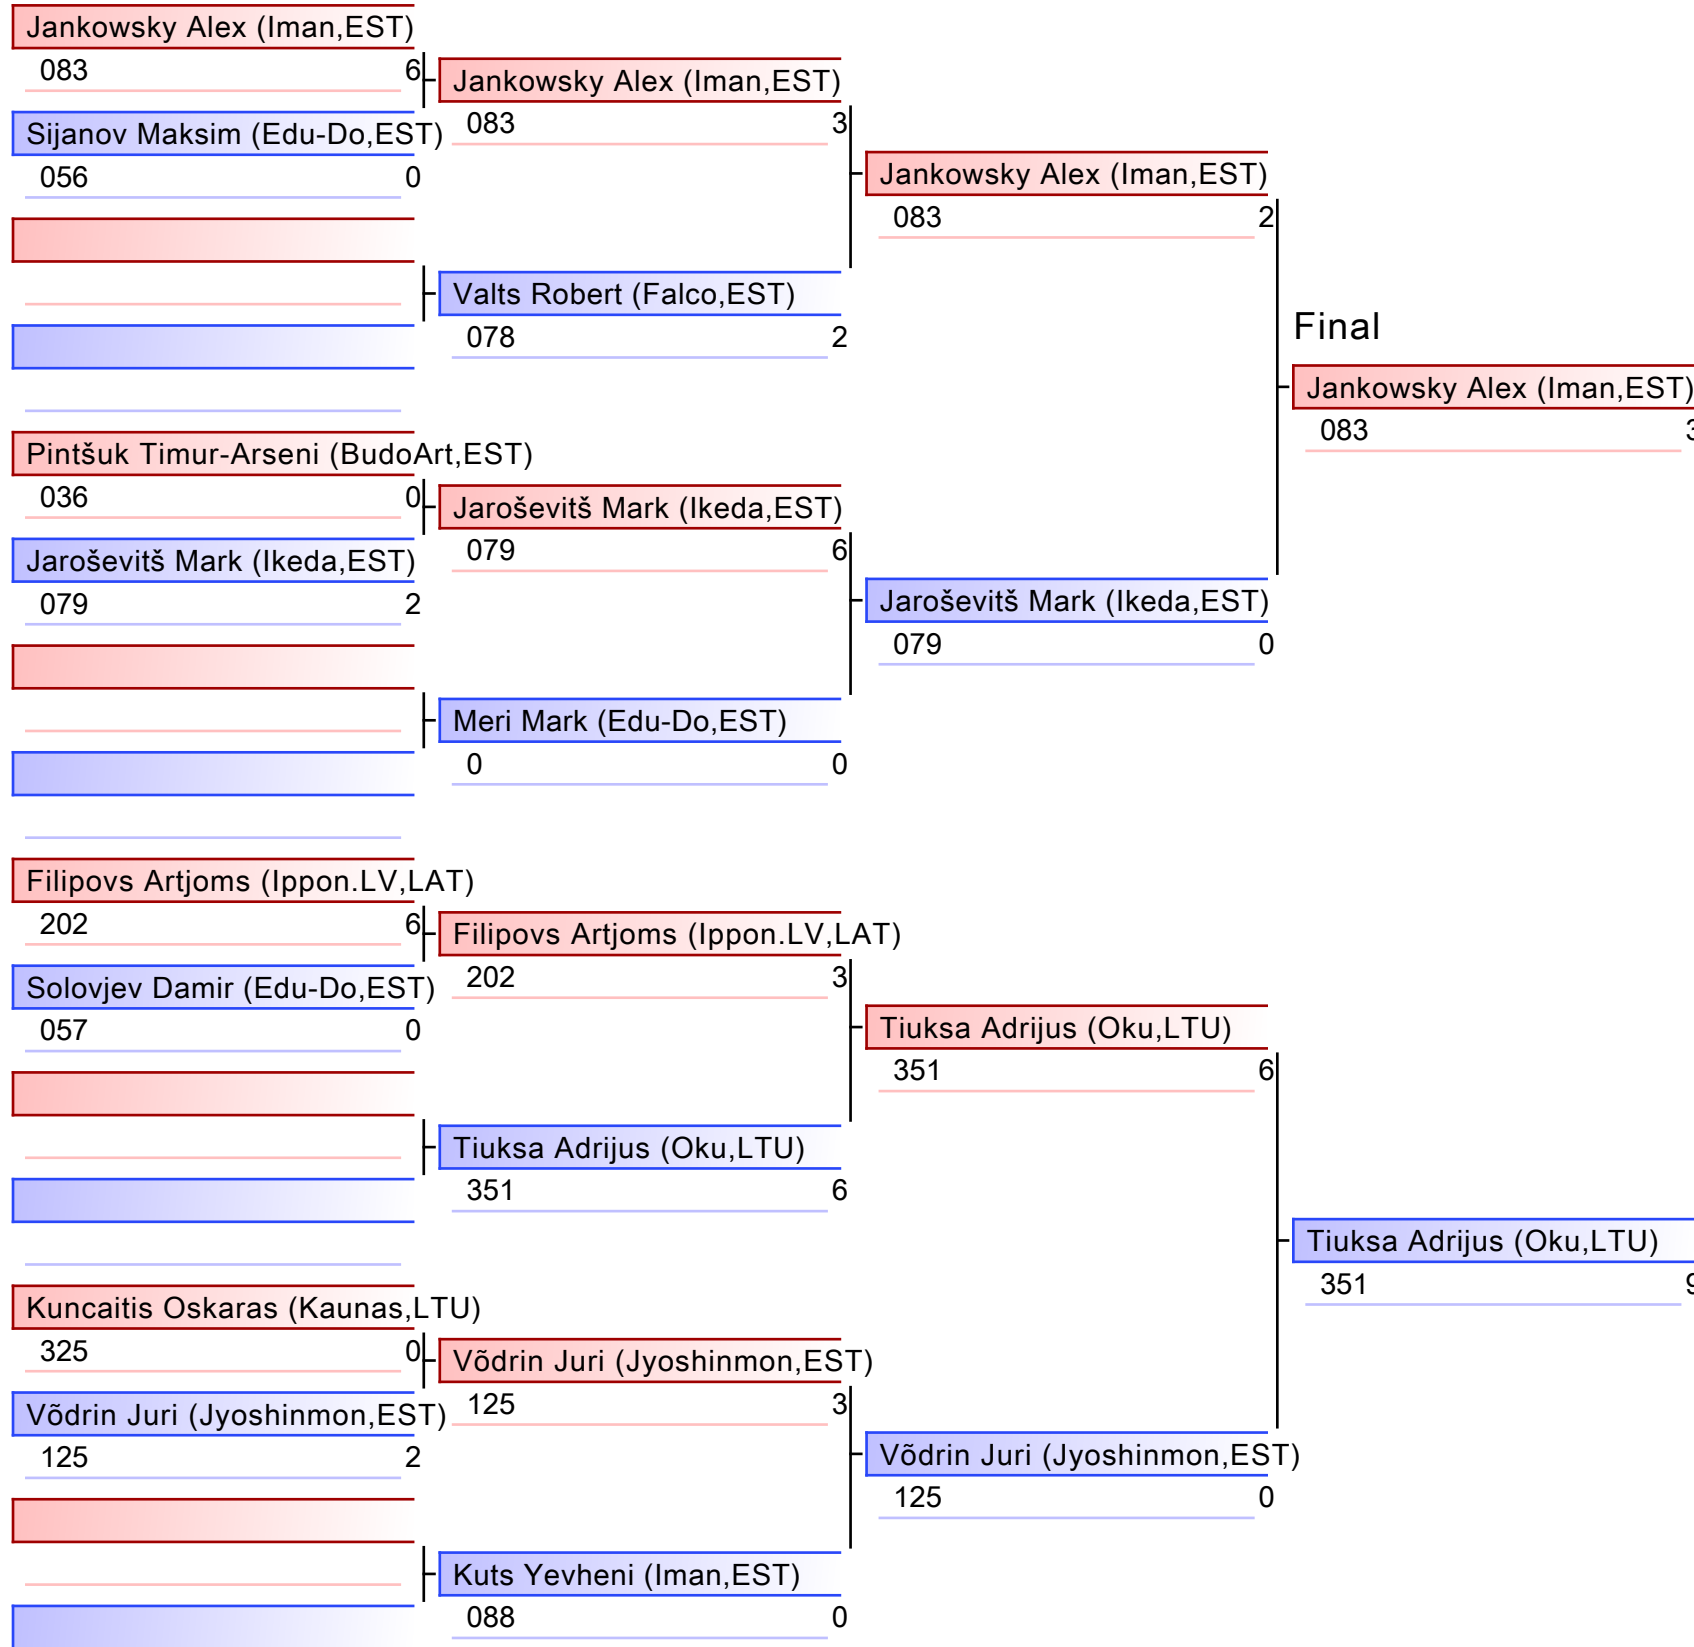 Jankowsky Alex (Iman,EST)
083 6
Sijanov Maksim (Edu-Do,EST)
056 0
Pintšuk Timur-Arseni (BudoArt,EST)
036 0
Jaroševitš Mark (Ikeda,EST)
079 2
Filipovs Artjoms (Ippon.LV,LAT)
202 6
Solovjev Damir (Edu-Do,EST)
057 0
Kuncaitis Oskaras (Kaunas,LTU)
325 0
Võdrin Juri (Jyoshinmon,EST)
125 2
Jankowsky Alex (Iman,EST)
083 3
Valts Robert (Falco,EST)
078 2
Jaroševitš Mark (Ikeda,EST)
079 6
Meri Mark (Edu-Do,EST)
0 0
Filipovs Artjoms (Ippon.LV,LAT)
202 3
Tiuksa Adrijus (Oku,LTU)
351 6
Võdrin Juri (Jyoshinmon,EST)
125 3
Kuts Yevheni (Iman,EST)
088 0
Jankowsky Alex (Iman,EST)
083 2
Jaroševitš Mark (Ikeda,EST)
079 0
Tiuksa Adrijus (Oku,LTU)
351 6
Võdrin Juri (Jyoshinmon,EST)
125 0
Final
Jankowsky Alex (Iman,EST)
083 3
Tiuksa Adrijus (Oku,LTU)
351 9